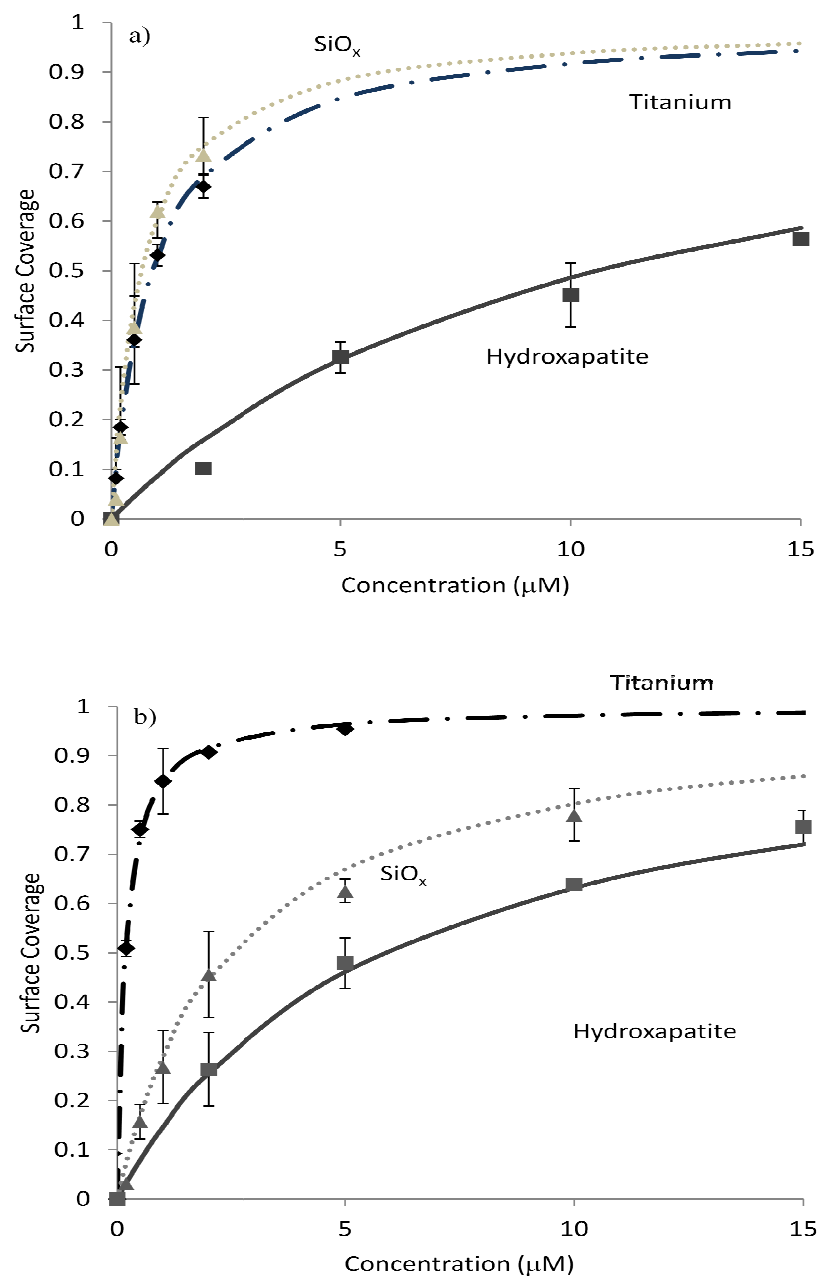 a)
SiOx
Titanium
Hydroxapatite
Surface Coverage
1
0.9
0.8
0.7
0.6
0.5
0.4
0.3
0.2
0.1
0
0 5 10 15
Concentration (μM)
Titanium
b)
SiOx
Hydroxapatite
Surface Coverage
1
0.9
0.8
0.7
0.6
0.5
0.4
0.3
0.2
0.1
0
0 5 10 15
Concentration (μM)